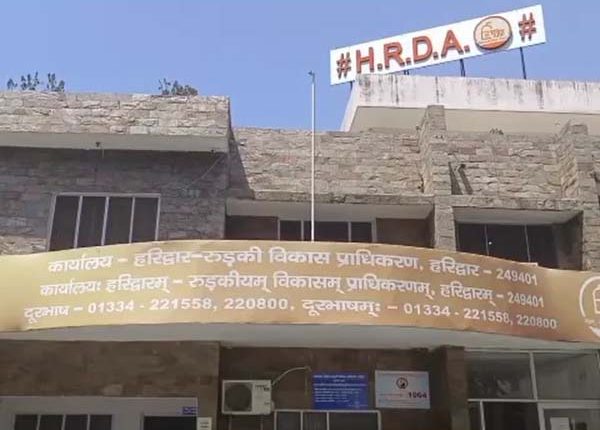 # H.R.D.A. #
कार्यालय - हरिद्वार-रुड़की विकास प्राधिकरण, हरिद्वार - 249401
कार्यालयः हरिद्वारम् - रुड़कीयम् विकासम् प्राधिकरणम्, हरिद्वारम् - 249401
दूरभाष - 01334 - 221558, 220800, दूरभाषम्ः - 01334 - 221558, 220800
1064